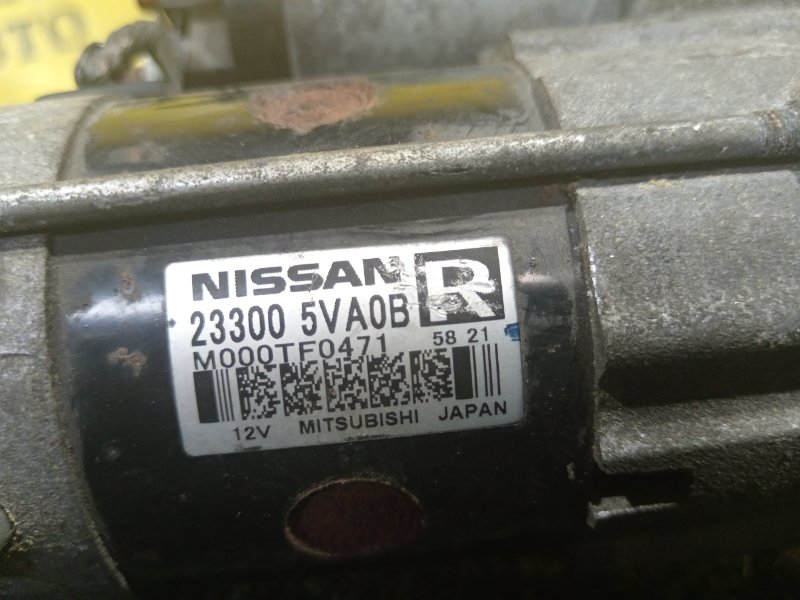 NISSAN R
23300 5VA0B
M000TF0471 58 21
12V MITSUBISHI JAPAN